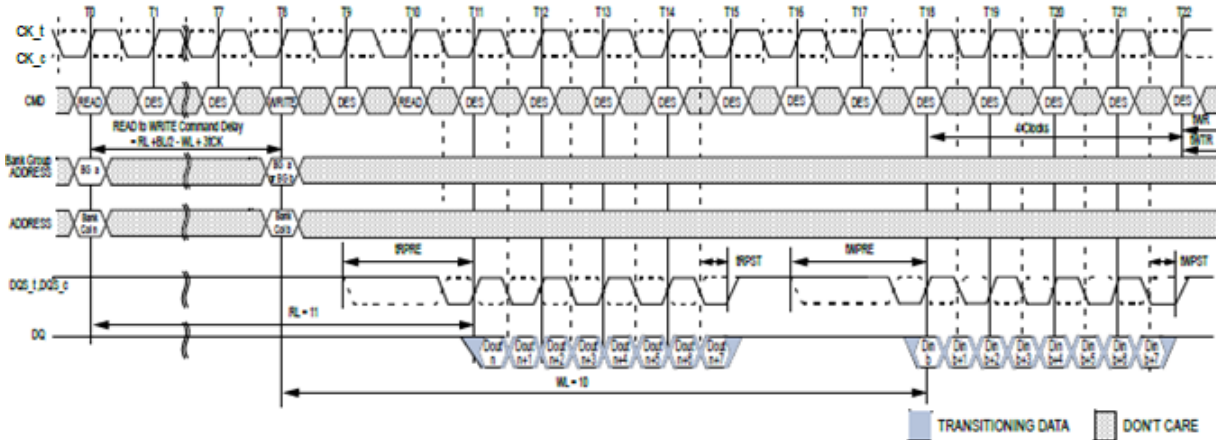 T0 T1 T7 T8 T9 T10 T11 T12 T13 T14 T15 T16 T17 T18 T19 T20 T21 T22
CK_t
CK_c
CMD READ DES DES WRITE DES READ DES DES DES DES DES DES DES DES DES DES DES DES
READ to WRITE Command Delay
= RL +BL/2 - WL + 3tCK
4 Clocks
tWR
tWTR
Bank Group
ADDRESS
BG a
BG a
or BG b
ADDRESS
Bank
Col n
Bank
Col b
tRPRE tRPST tWPRE tWPST
DQS_t,DQS_c
RL = 11
DQ
Dout
n
Dout
n+1
Dout
n+2
Dout
n+3
Dout
n+4
Dout
n+5
Dout
n+6
Dout
n+7
Din
b
Din
b+1
Din
b+2
Din
b+3
Din
b+4
Din
b+5
Din
b+6
Din
b+7
WL = 10
TRANSITIONING DATA
DON'T CARE